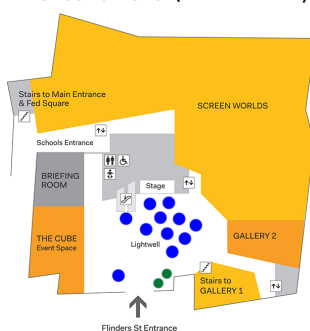 Stairs to Main Entrance
& Fed Square
SCREEN WORLDS
Schools Entrance
BRIEFING
ROOM
Stage
THE CUBE
Event Space
Lightwell
GALLERY 2
Stairs to
GALLERY 1
Flinders St Entrance